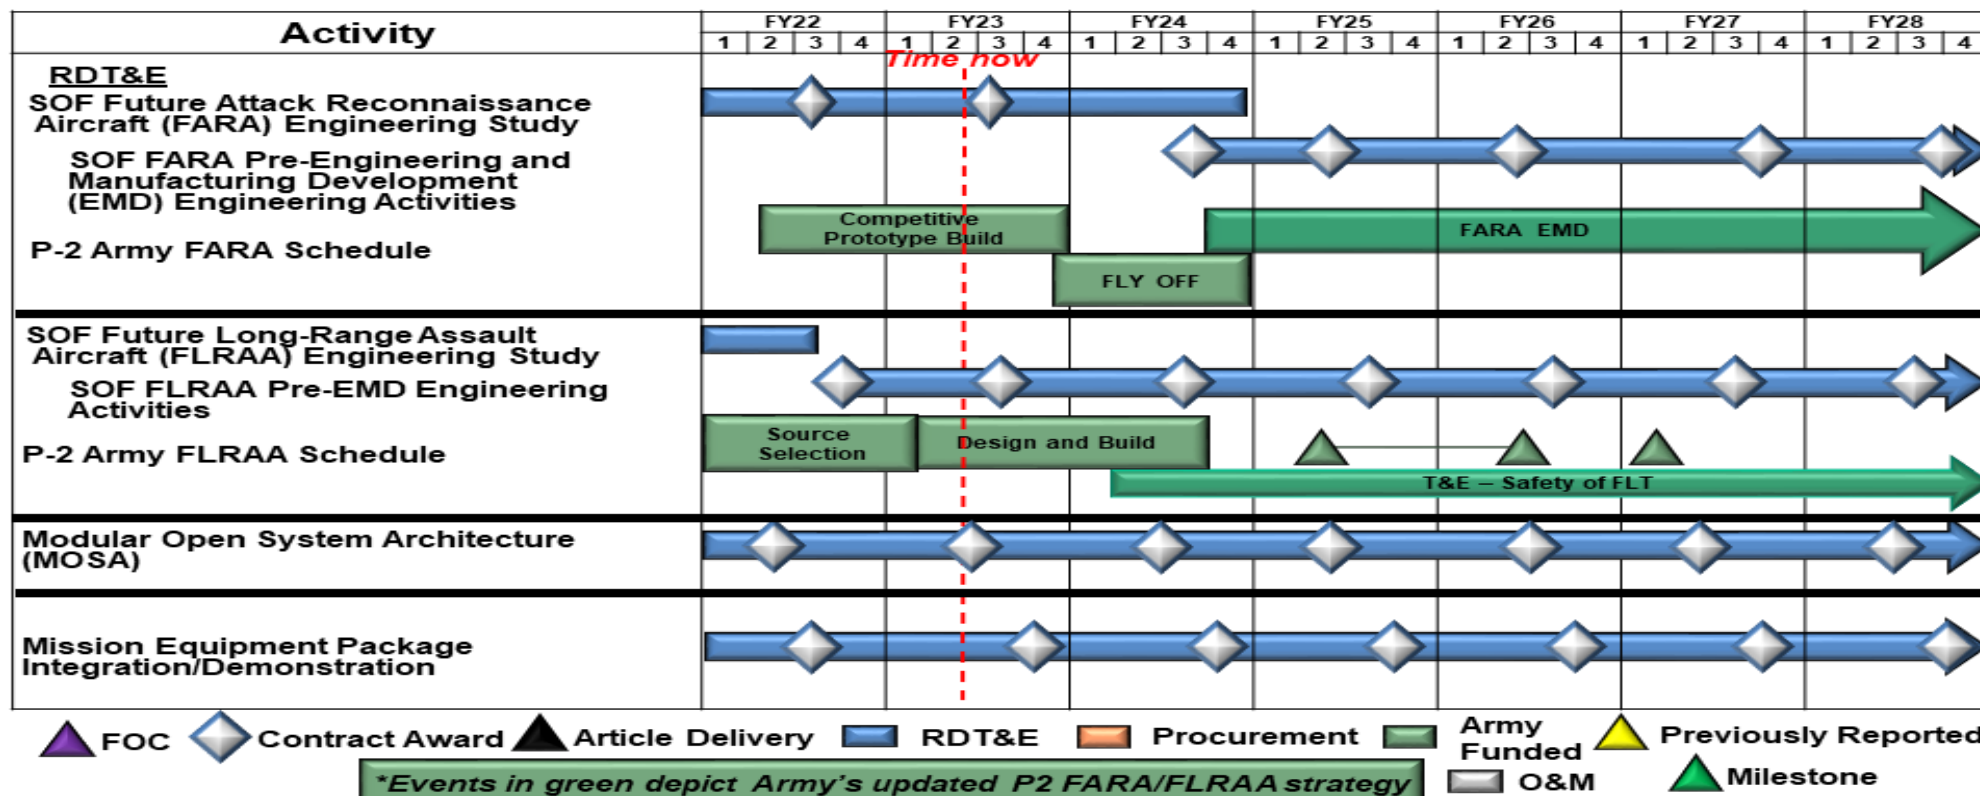 Activity
FY22 FY23 FY24 FY25 FY26 FY27 FY28
1 2 3 4 1 2 3 4 1 2 3 4 1 2 3 4 1 2 3 4 1 2 3 4 1 2 3 4
Time now
RDT&E
SOF Future Attack Reconnaissance
Aircraft (FARA) Engineering Study
SOF FARA Pre-Engineering and
Manufacturing Development
(EMD) Engineering Activities
Competitive
Prototype Build
FARA EMD
P-2 Army FARA Schedule
FLY OFF
SOF Future Long-Range Assault
Aircraft (FLRAA) Engineering Study
SOF FLRAA Pre-EMD Engineering
Activities
Source
Selection
Design and Build
P-2 Army FLRAA Schedule
T&E – Safety of FLT
Modular Open System Architecture
(MOSA)
Mission Equipment Package
Integration/Demonstration
FOC
Contract Award
Article Delivery
RDT&E
Procurement
Army
Funded
Previously Reported
*Events in green depict Army's updated P2 FARA/FLRAA strategy
O&M
Milestone